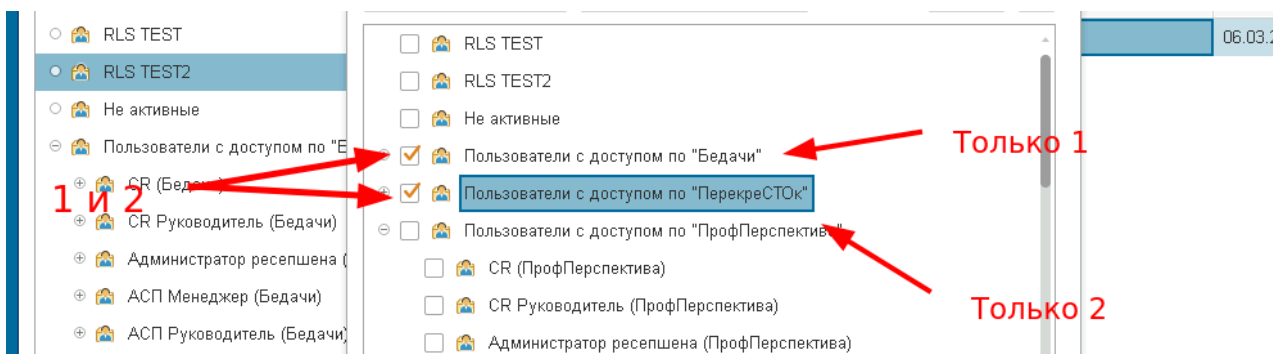 RLS TEST
RLS TEST2
Не активные
Пользователи с доступом по "Б
CR (Бедачи)
1 и 2
CR Руководитель (Бедачи)
Администратор ресепшена (
АСП Менеджер (Бедачи)
АСП Руководитель (Бедачи)
RLS TEST
RLS TEST2
Не активные
Пользователи с доступом по "Бедачи"
Пользователи с доступом по "ПерекреСТОк"
Пользователи с доступом по "ПрофПерспектива"
CR (ПрофПерспектива)
CR Руководитель (ПрофПерспектива)
Администратор ресепшена (ПрофПерспектива)
06.03.2
Только 1
Только 2